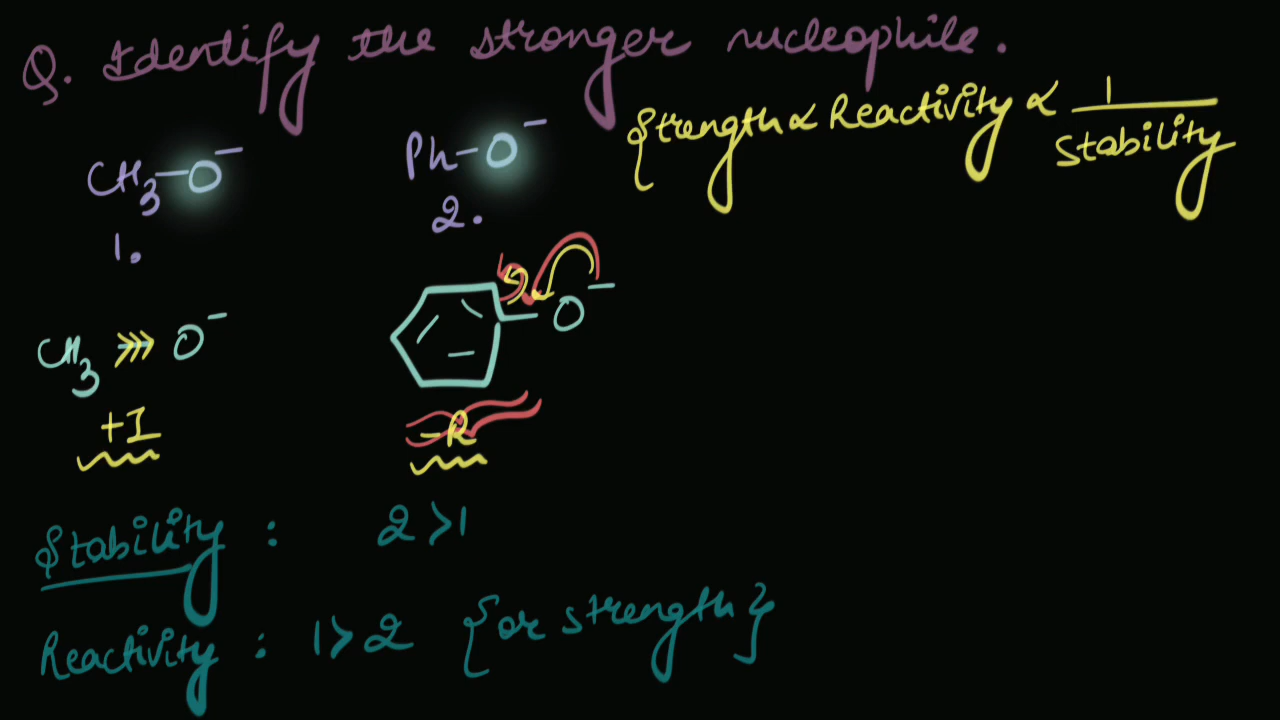 Q. Identify the stronger nucleophile.
{Strength ∝ Reactivity ∝ 1/Stability
CH3–O⁻
Ph–O⁻
1.
2.
CH3 O⁻
O⁻
+I
-R
Stability : 2>1
Reactivity : 1>2 {or strength}